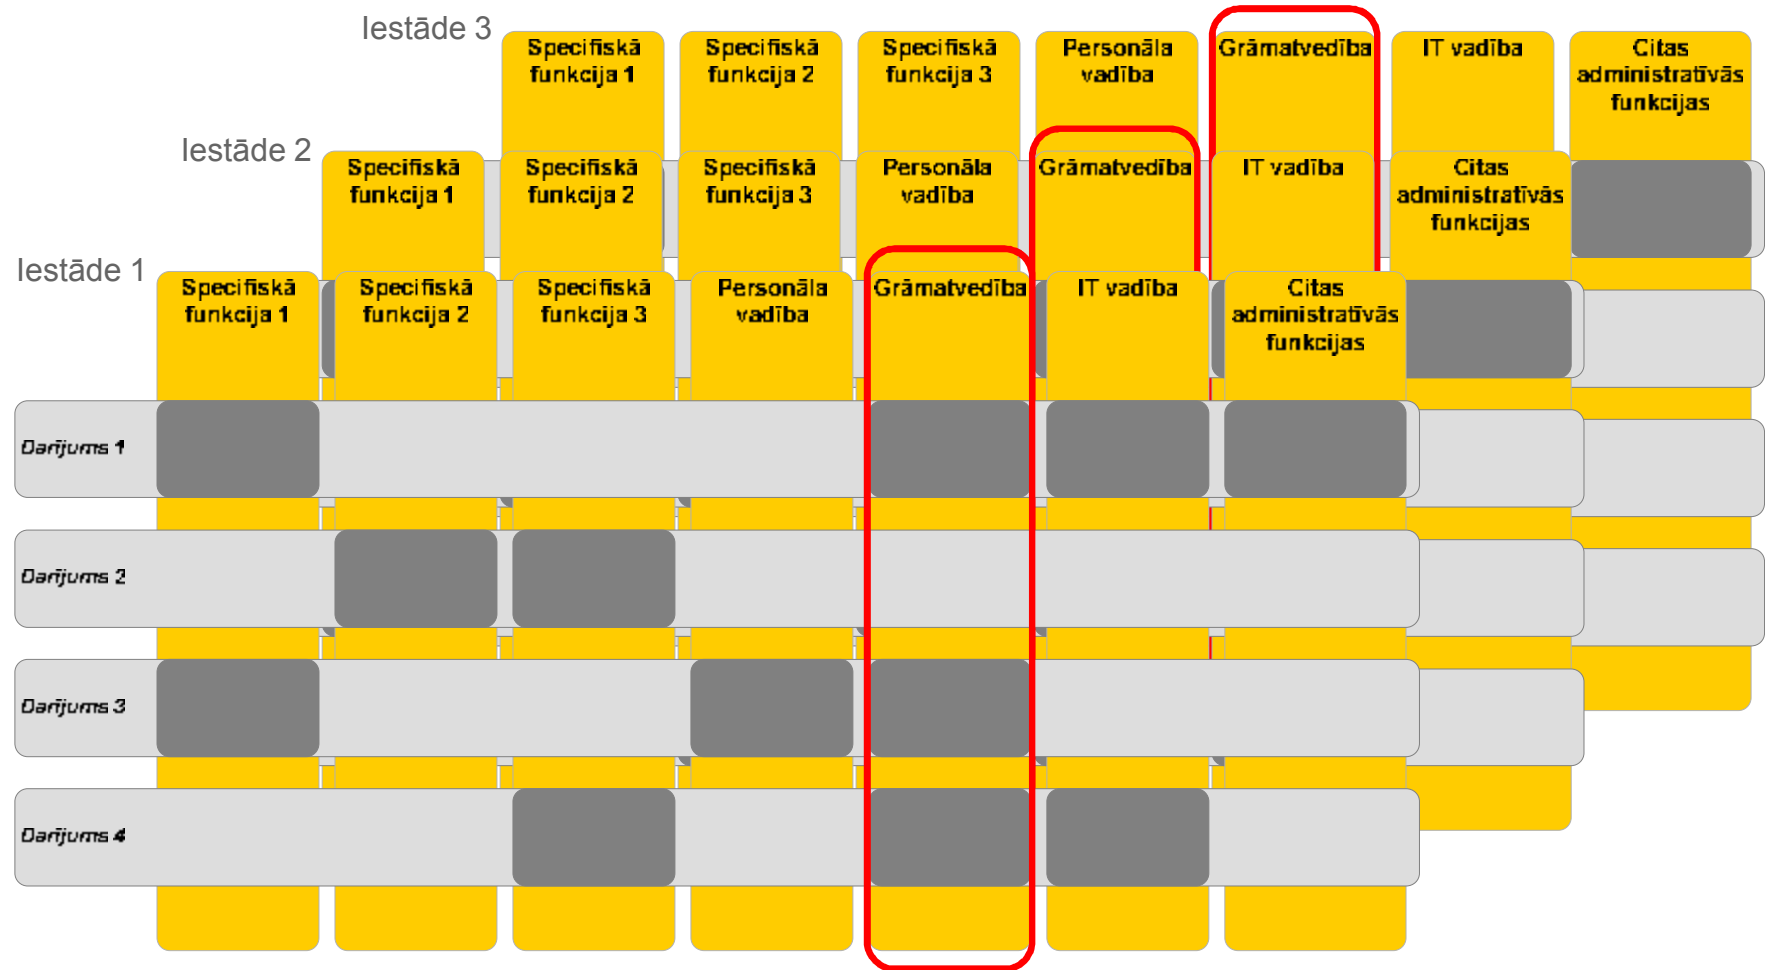 Iestāde 3
Specifiskā
funkcija 1
Specifiskā
funkcija 2
Specifiskā
funkcija 3
Personāla
vadība
Grāmatvedība
IT vadība
Citas
administratīvās
funkcijas
Iestāde 2
Specifiskā
funkcija 1
Specifiskā
funkcija 2
Specifiskā
funkcija 3
Personāla
vadība
Grāmatvedība
IT vadība
Citas
administratīvās
funkcijas
Iestāde 1
Specifiskā
funkcija 1
Specifiskā
funkcija 2
Specifiskā
funkcija 3
Personāla
vadība
Grāmatvedība
IT vadība
Citas
administratīvās
funkcijas
Darījums 1
Darījums 2
Darījums 3
Darījums 4